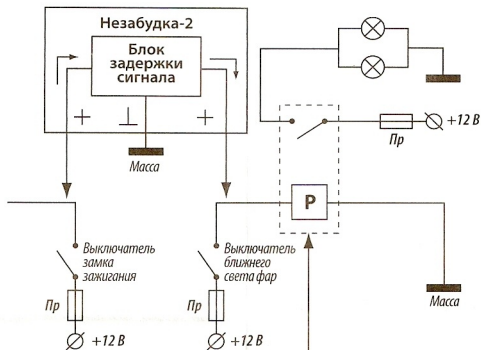 Незабудка-2
Блок
задержки
сигнала
+ ⊥ +
Масса
Пр
+12 В
Р
Выключатель
замка
зажигания
Выключатель
ближнего
света фар
Масса
Пр
Пр
+12 В
+12 В